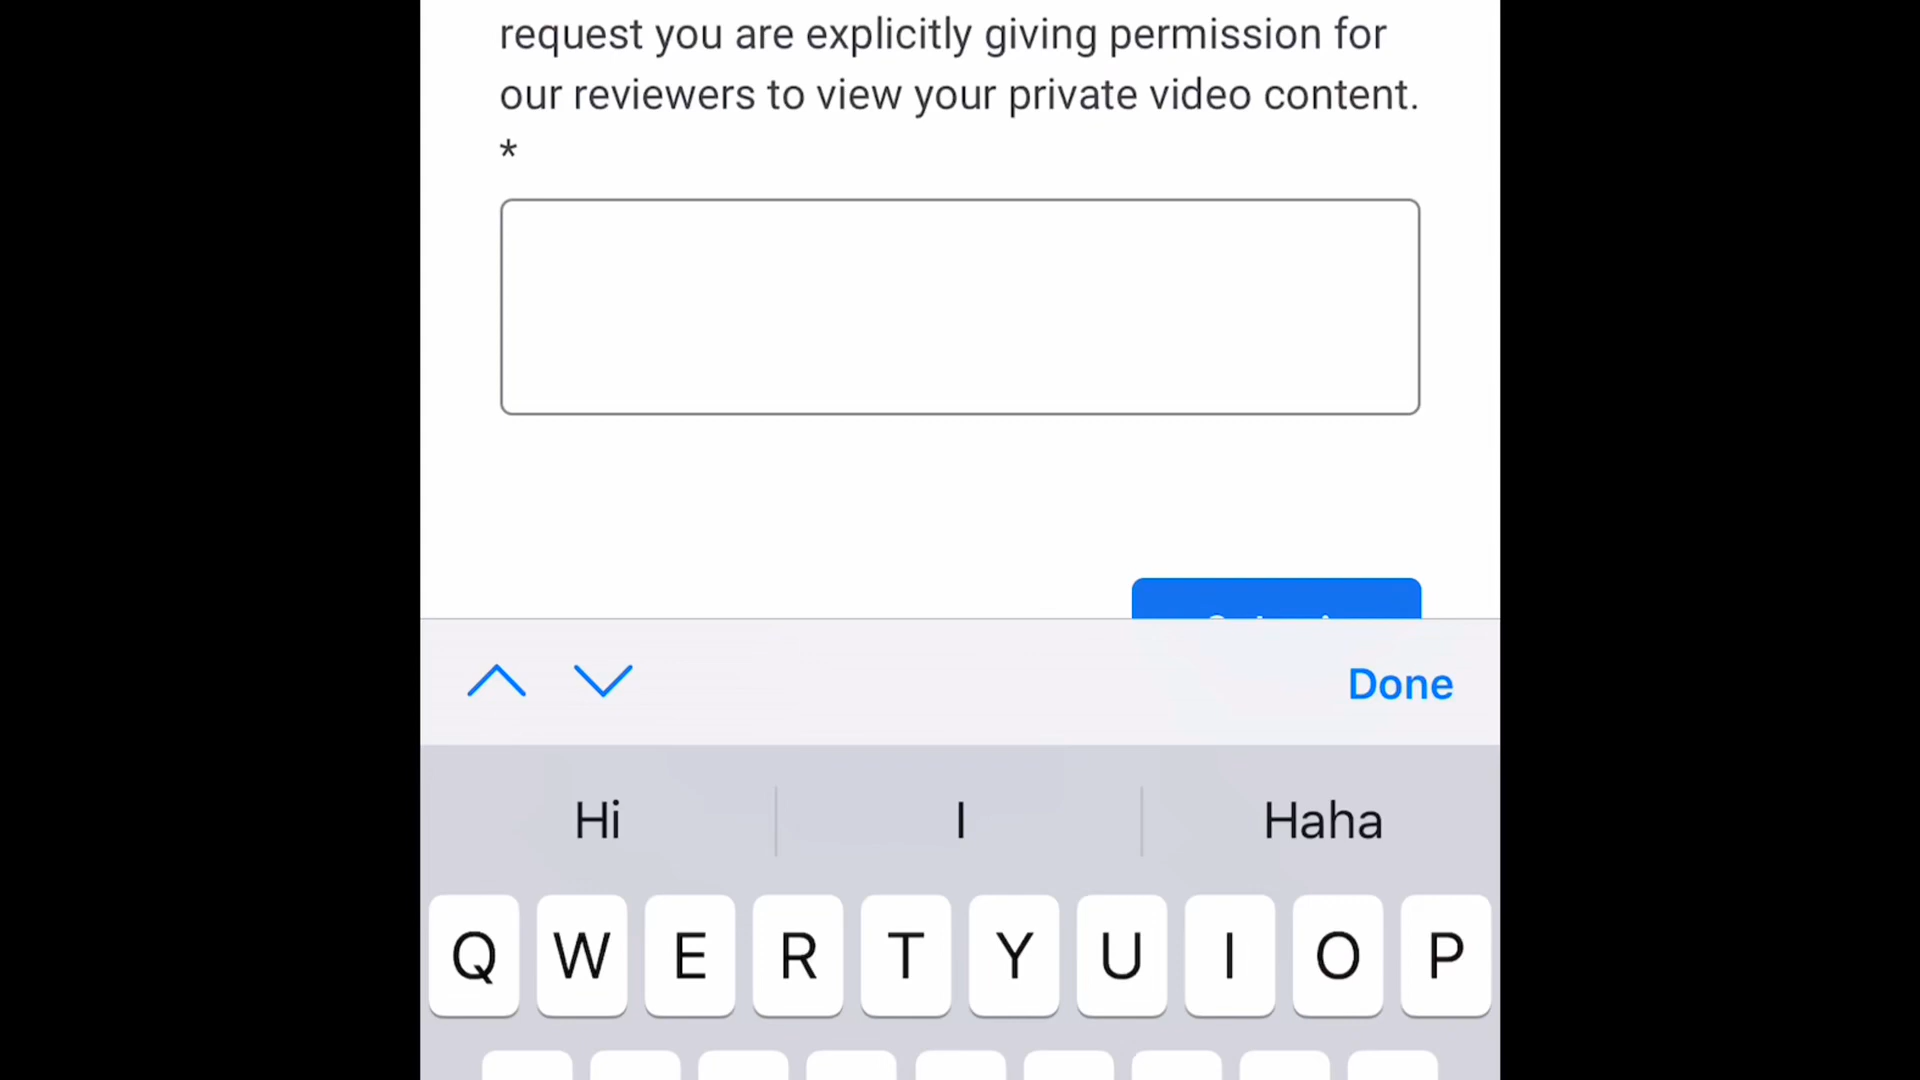 request you are explicitly giving permission for
our reviewers to view your private video content.
*
Done
Hi I Haha
Q W E R T Y U I O P